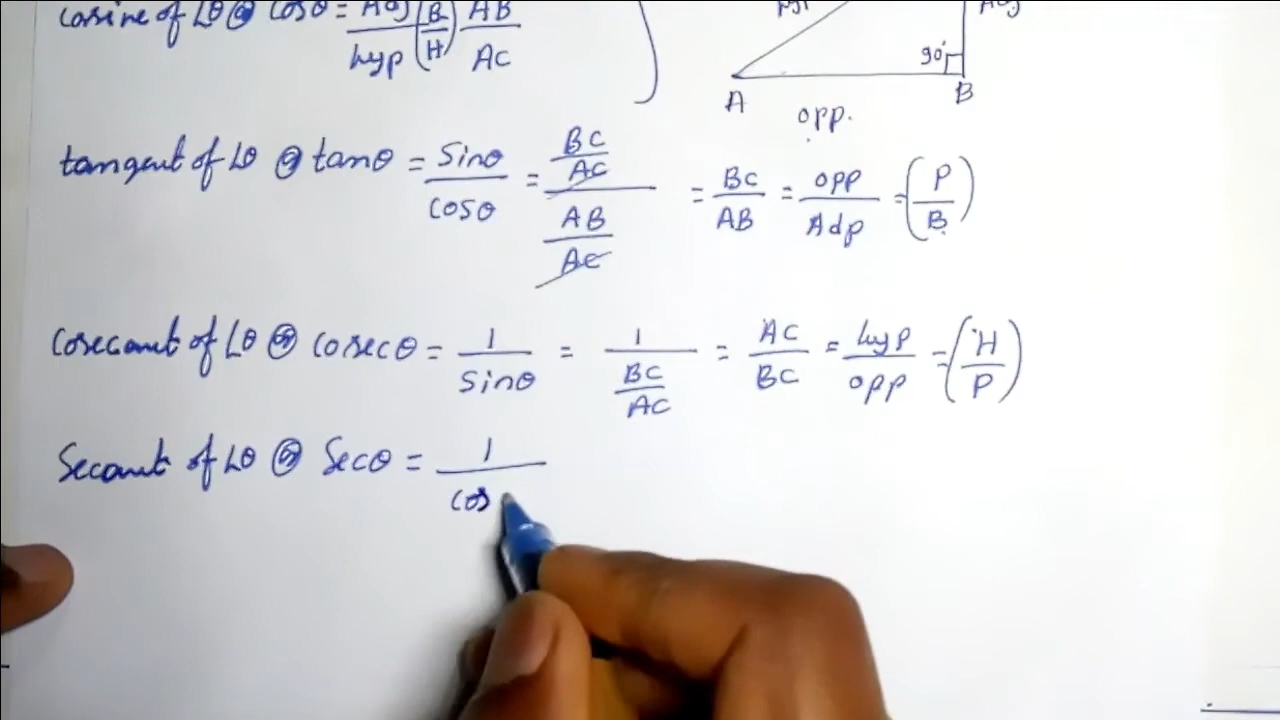 cosine of ∠θ @ cosθ = Adj/hyp (B/H) AB/AC
hyp
Adj
90°
A
B
opp.
tangent of ∠θ @ tanθ = Sinθ/cosθ = (BC/AC)/(AB/AC) = BC/AB = opp/Adp = (P/B)
Cosecant of ∠θ @ cosecθ = 1/Sinθ = 1/(BC/AC) = AC/BC = hyp/opp = (H/P)
Secant of ∠θ @ Secθ = 1/cos